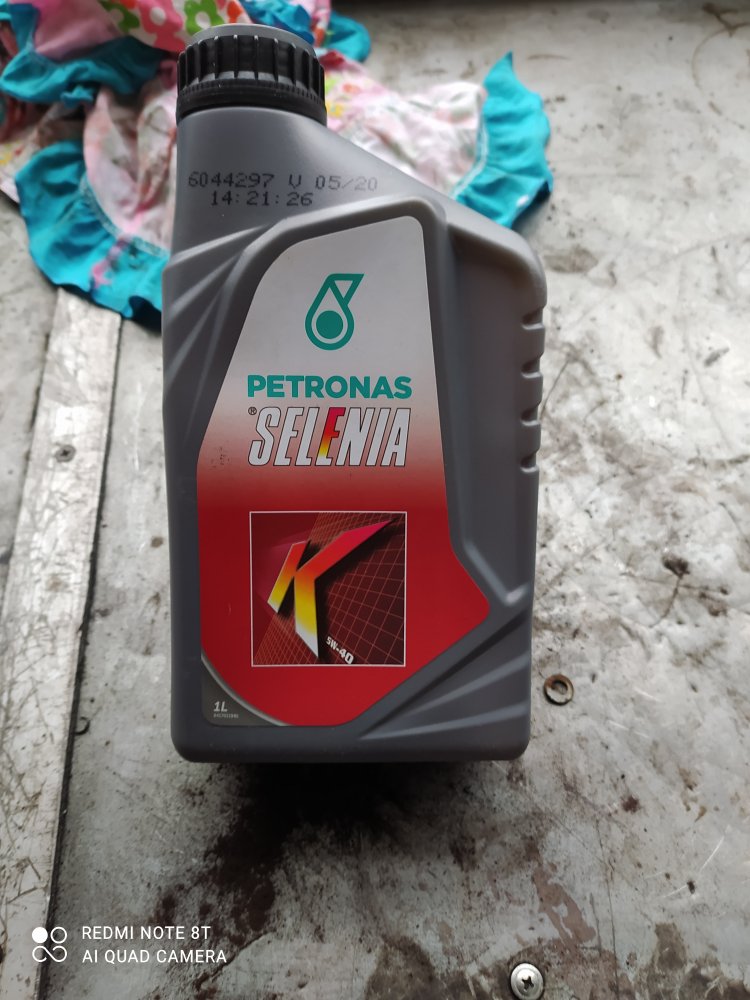 6044297 V 05/20
14:21:26
PETRONAS
® SELENIA
K
5W-40
1L
REDMI NOTE 8T
AI QUAD CAMERA